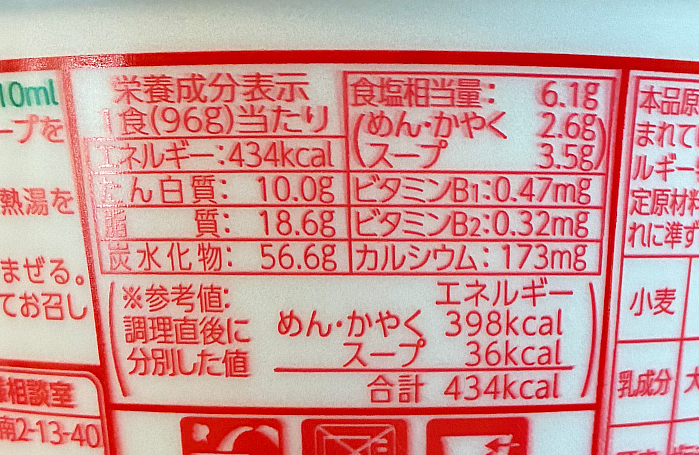 10ml
ープを
熱湯を
まぜる。
てお召し
相談室
南2-13-40
栄養成分表示
1食(96g)当たり
エネルギー:434kcal
たん白質: 10.0g
脂 質: 18.6g
炭水化物: 56.6g
食塩相当量: 6.1g
(めん・かやく 2.6g)
(スープ 3.5g)
ビタミンB1:0.47mg
ビタミンB2:0.32mg
カルシウム: 173mg
※参考値:
調理直後に
分別した値
エネルギー
めん・かやく 398kcal
スープ 36kcal
合計 434kcal
本品原
まれてい
ルギー
定原材料
れに準ず
小麦
乳成分